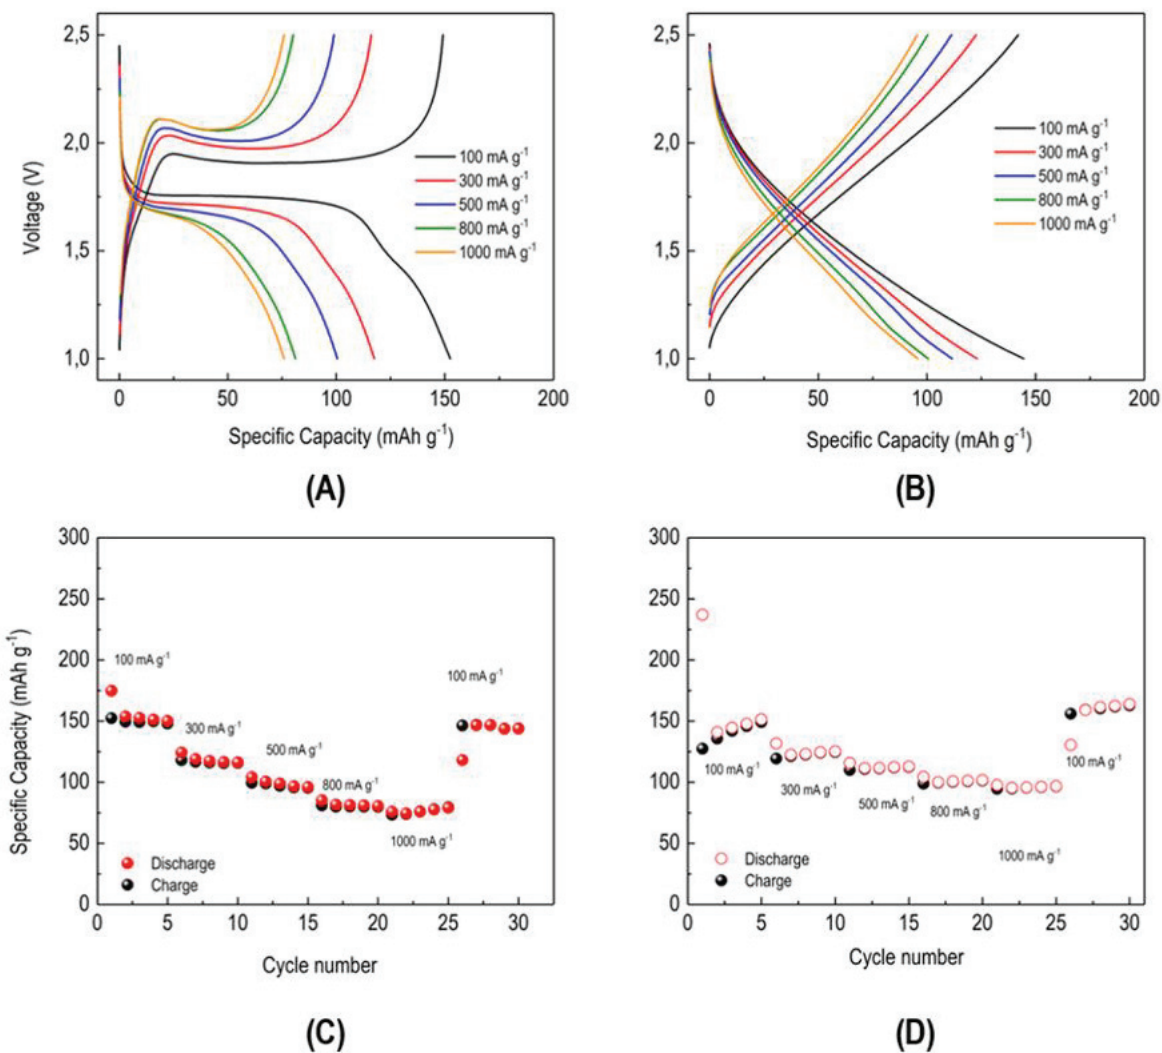 2,5
2,0
1,5
1,0
Voltage (V)
0 50 100 150 200
Specific Capacity (mAh g⁻¹)
100 mA g⁻¹
300 mA g⁻¹
500 mA g⁻¹
800 mA g⁻¹
1000 mA g⁻¹
(A)
2,5
2,0
1,5
1,0
0 50 100 150 200
Specific Capacity (mAh g⁻¹)
100 mA g⁻¹
300 mA g⁻¹
500 mA g⁻¹
800 mA g⁻¹
1000 mA g⁻¹
(B)
300
250
200
150
100
50
0
Specific Capacity (mAh g⁻¹)
100 mA g⁻¹
300 mA g⁻¹
500 mA g⁻¹
800 mA g⁻¹
1000 mA g⁻¹
100 mA g⁻¹
Discharge
Charge
0 5 10 15 20 25 30
Cycle number
(C)
300
250
200
150
100
50
0
100 mA g⁻¹
300 mA g⁻¹
500 mA g⁻¹
800 mA g⁻¹
1000 mA g⁻¹
100 mA g⁻¹
Discharge
Charge
0 5 10 15 20 25 30
Cycle number
(D)